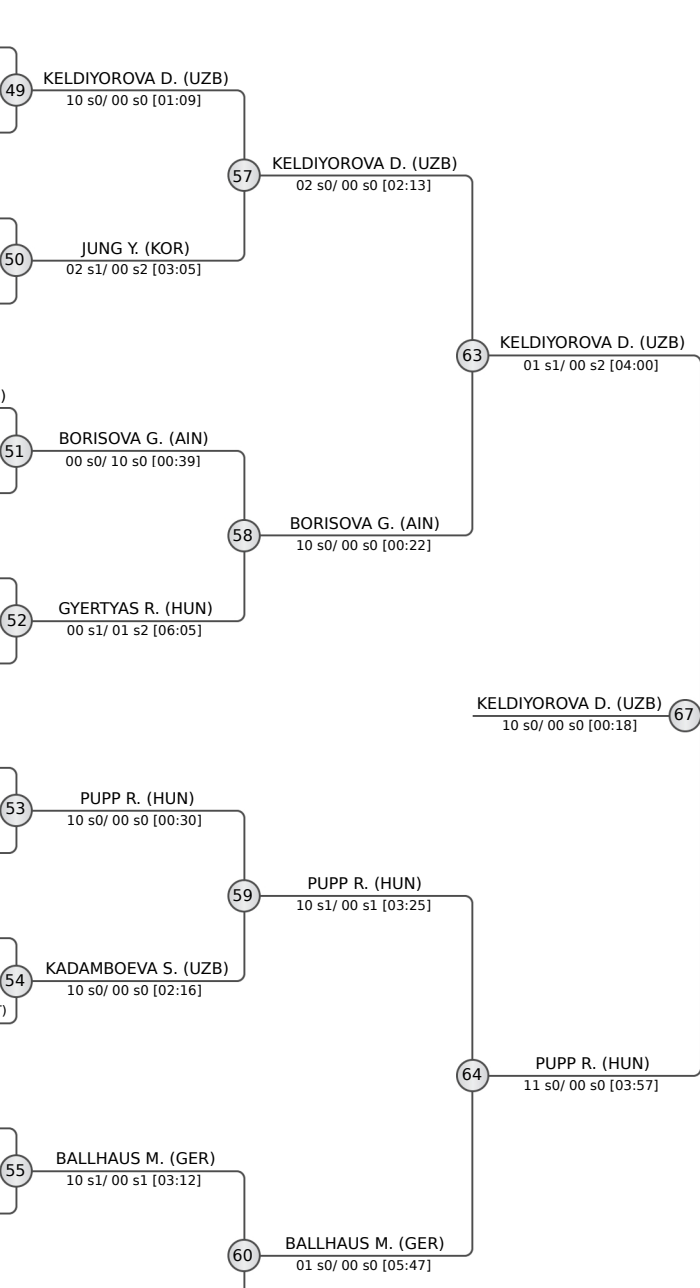 49
KELDIYOROVA D. (UZB)
10 s0/ 00 s0 [01:09]
57
KELDIYOROVA D. (UZB)
02 s0/ 00 s0 [02:13]
50
JUNG Y. (KOR)
02 s1/ 00 s2 [03:05]
63
KELDIYOROVA D. (UZB)
01 s1/ 00 s2 [04:00]
)
51
BORISOVA G. (AIN)
00 s0/ 10 s0 [00:39]
58
BORISOVA G. (AIN)
10 s0/ 00 s0 [00:22]
52
GYERTYAS R. (HUN)
00 s1/ 01 s2 [06:05]
KELDIYOROVA D. (UZB)
10 s0/ 00 s0 [00:18]
67
53
PUPP R. (HUN)
10 s0/ 00 s0 [00:30]
59
PUPP R. (HUN)
10 s1/ 00 s1 [03:25]
54
KADAMBOEVA S. (UZB)
10 s0/ 00 s0 [02:16]
64
PUPP R. (HUN)
11 s0/ 00 s0 [03:57]
55
BALLHAUS M. (GER)
10 s1/ 00 s1 [03:12]
60
BALLHAUS M. (GER)
01 s0/ 00 s0 [05:47]